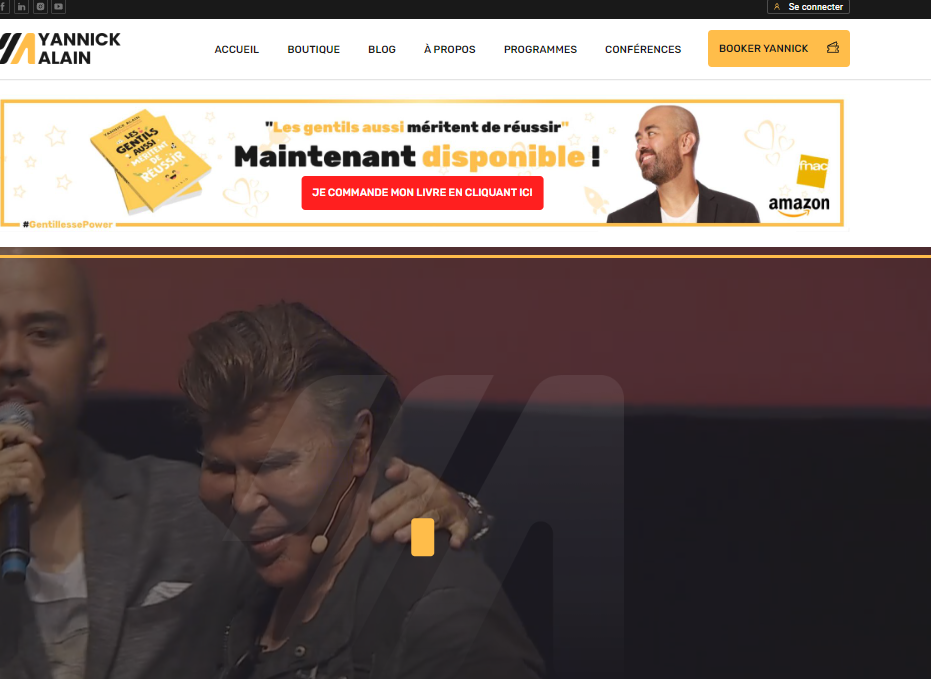 Se connecter
YANNICK
ALAIN
ACCUEIL
BOUTIQUE
BLOG
À PROPOS
PROGRAMMES
CONFÉRENCES
BOOKER YANNICK
YANNICK ALAIN
LES
GENTILS
AUSSI
MÉRITENT
DE
RÉUSSIR
"Les gentils aussi méritent de réussir"
Maintenant disponible !
JE COMMANDE MON LIVRE EN CLIQUANT ICI
fnac
amazon
#GentillessePower